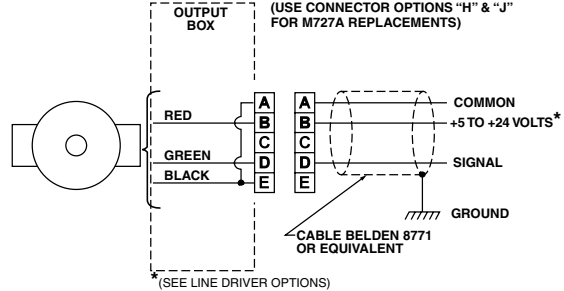 OUTPUT
BOX
(USE CONNECTOR OPTIONS “H” & “J”
FOR M727A REPLACEMENTS)
RED
GREEN
BLACK
A
B
C
D
E
A
B
C
D
E
COMMON
+5 TO +24 VOLTS*
SIGNAL
GROUND
CABLE BELDEN 8771
OR EQUIVALENT
*(SEE LINE DRIVER OPTIONS)